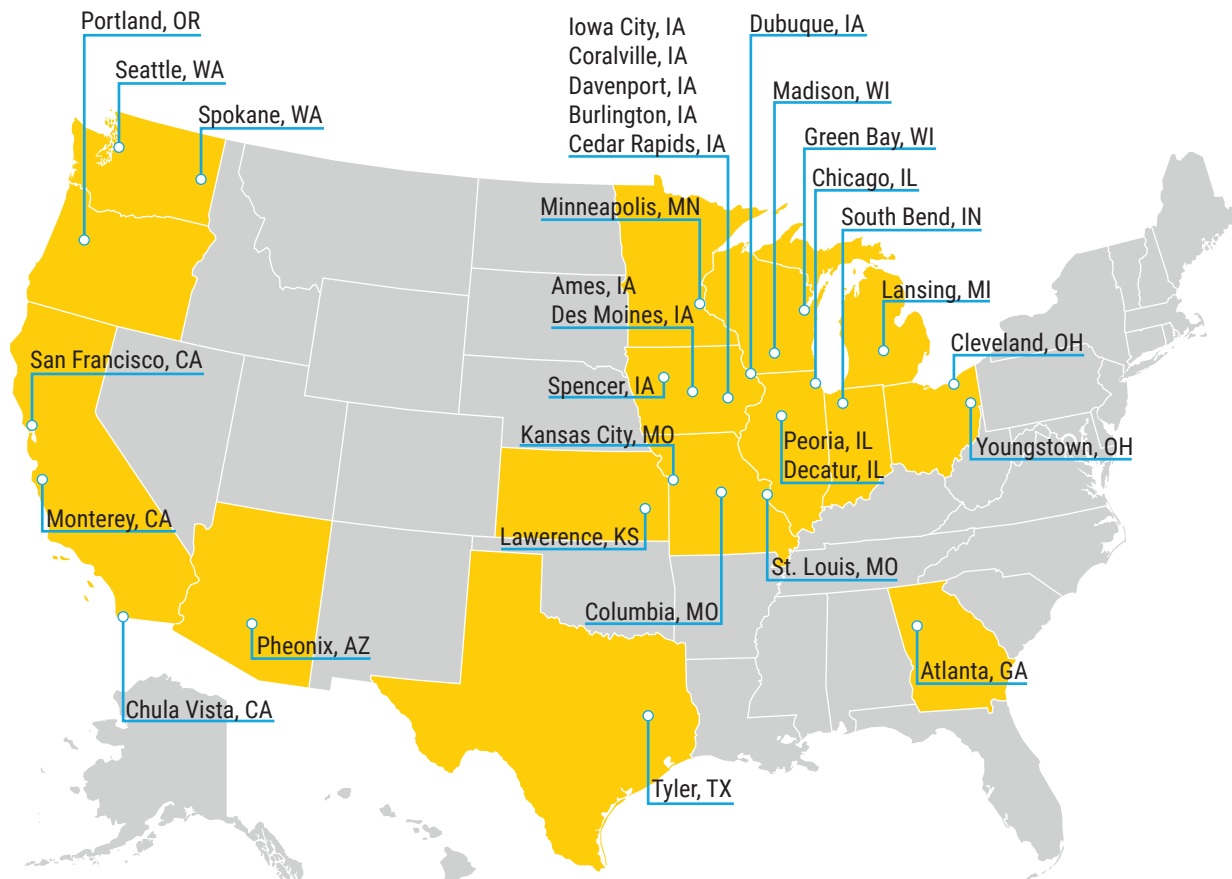 Portland, OR
Seattle, WA
Spokane, WA
Iowa City, IA
Coralville, IA
Davenport, IA
Burlington, IA
Cedar Rapids, IA
Dubuque, IA
Madison, WI
Green Bay, WI
Chicago, IL
South Bend, IN
Minneapolis, MN
Lansing, MI
Ames, IA
Des Moines, IA
Cleveland, OH
San Francisco, CA
Spencer, IA
Kansas City, MO
Peoria, IL
Decatur, IL
Youngstown, OH
Monterey, CA
Lawerence, KS
St. Louis, MO
Columbia, MO
Pheonix, AZ
Atlanta, GA
Chula Vista, CA
Tyler, TX